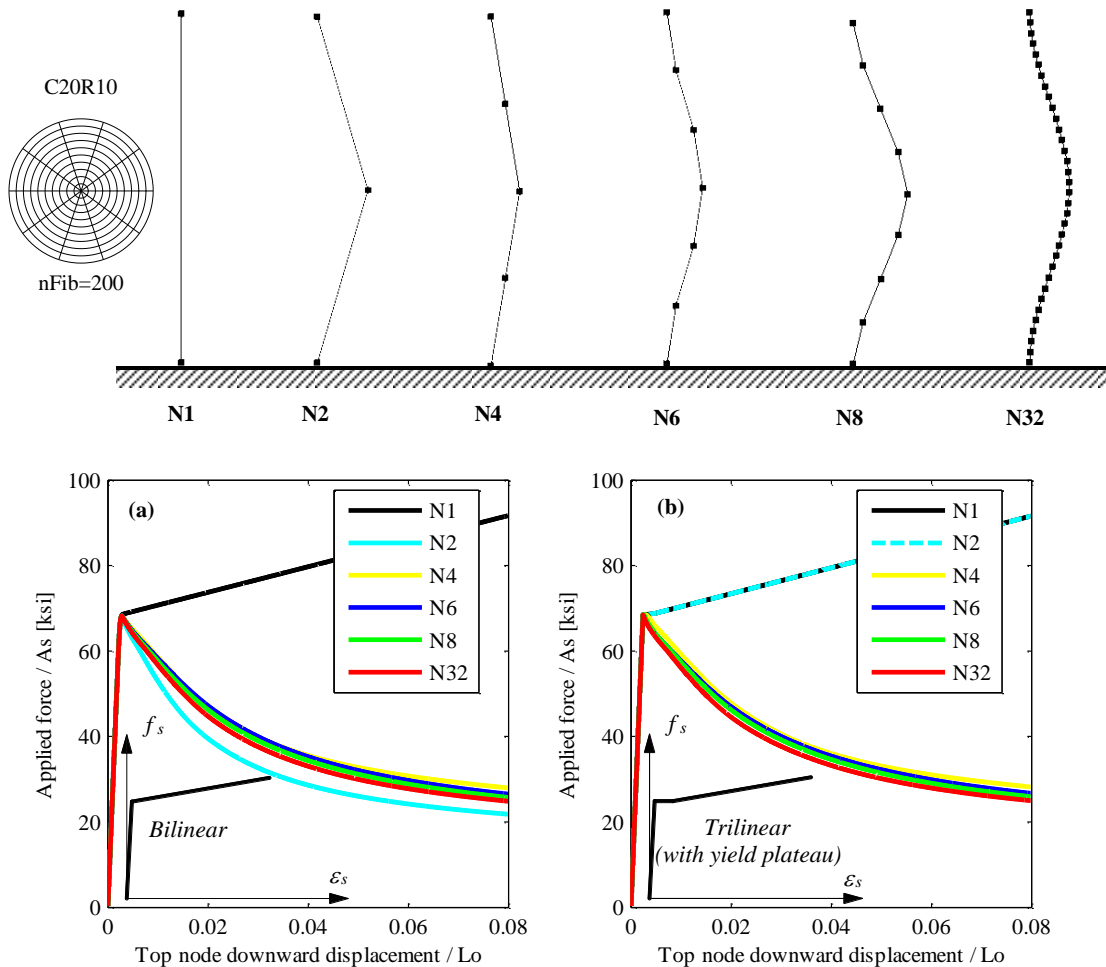 C20R10
nFib=200
N1 N2 N4 N6 N8 N32
100
80
60
40
20
0
Applied force / As [ksi]
(a)
N1
N2
N4
N6
N8
N32
fs
Bilinear
εs
0 0.02 0.04 0.06 0.08
Top node downward displacement / Lo
100
80
60
40
20
0
Applied force / As [ksi]
(b)
N1
N2
N4
N6
N8
N32
fs
Trilinear
(with yield plateau)
εs
0 0.02 0.04 0.06 0.08
Top node downward displacement / Lo